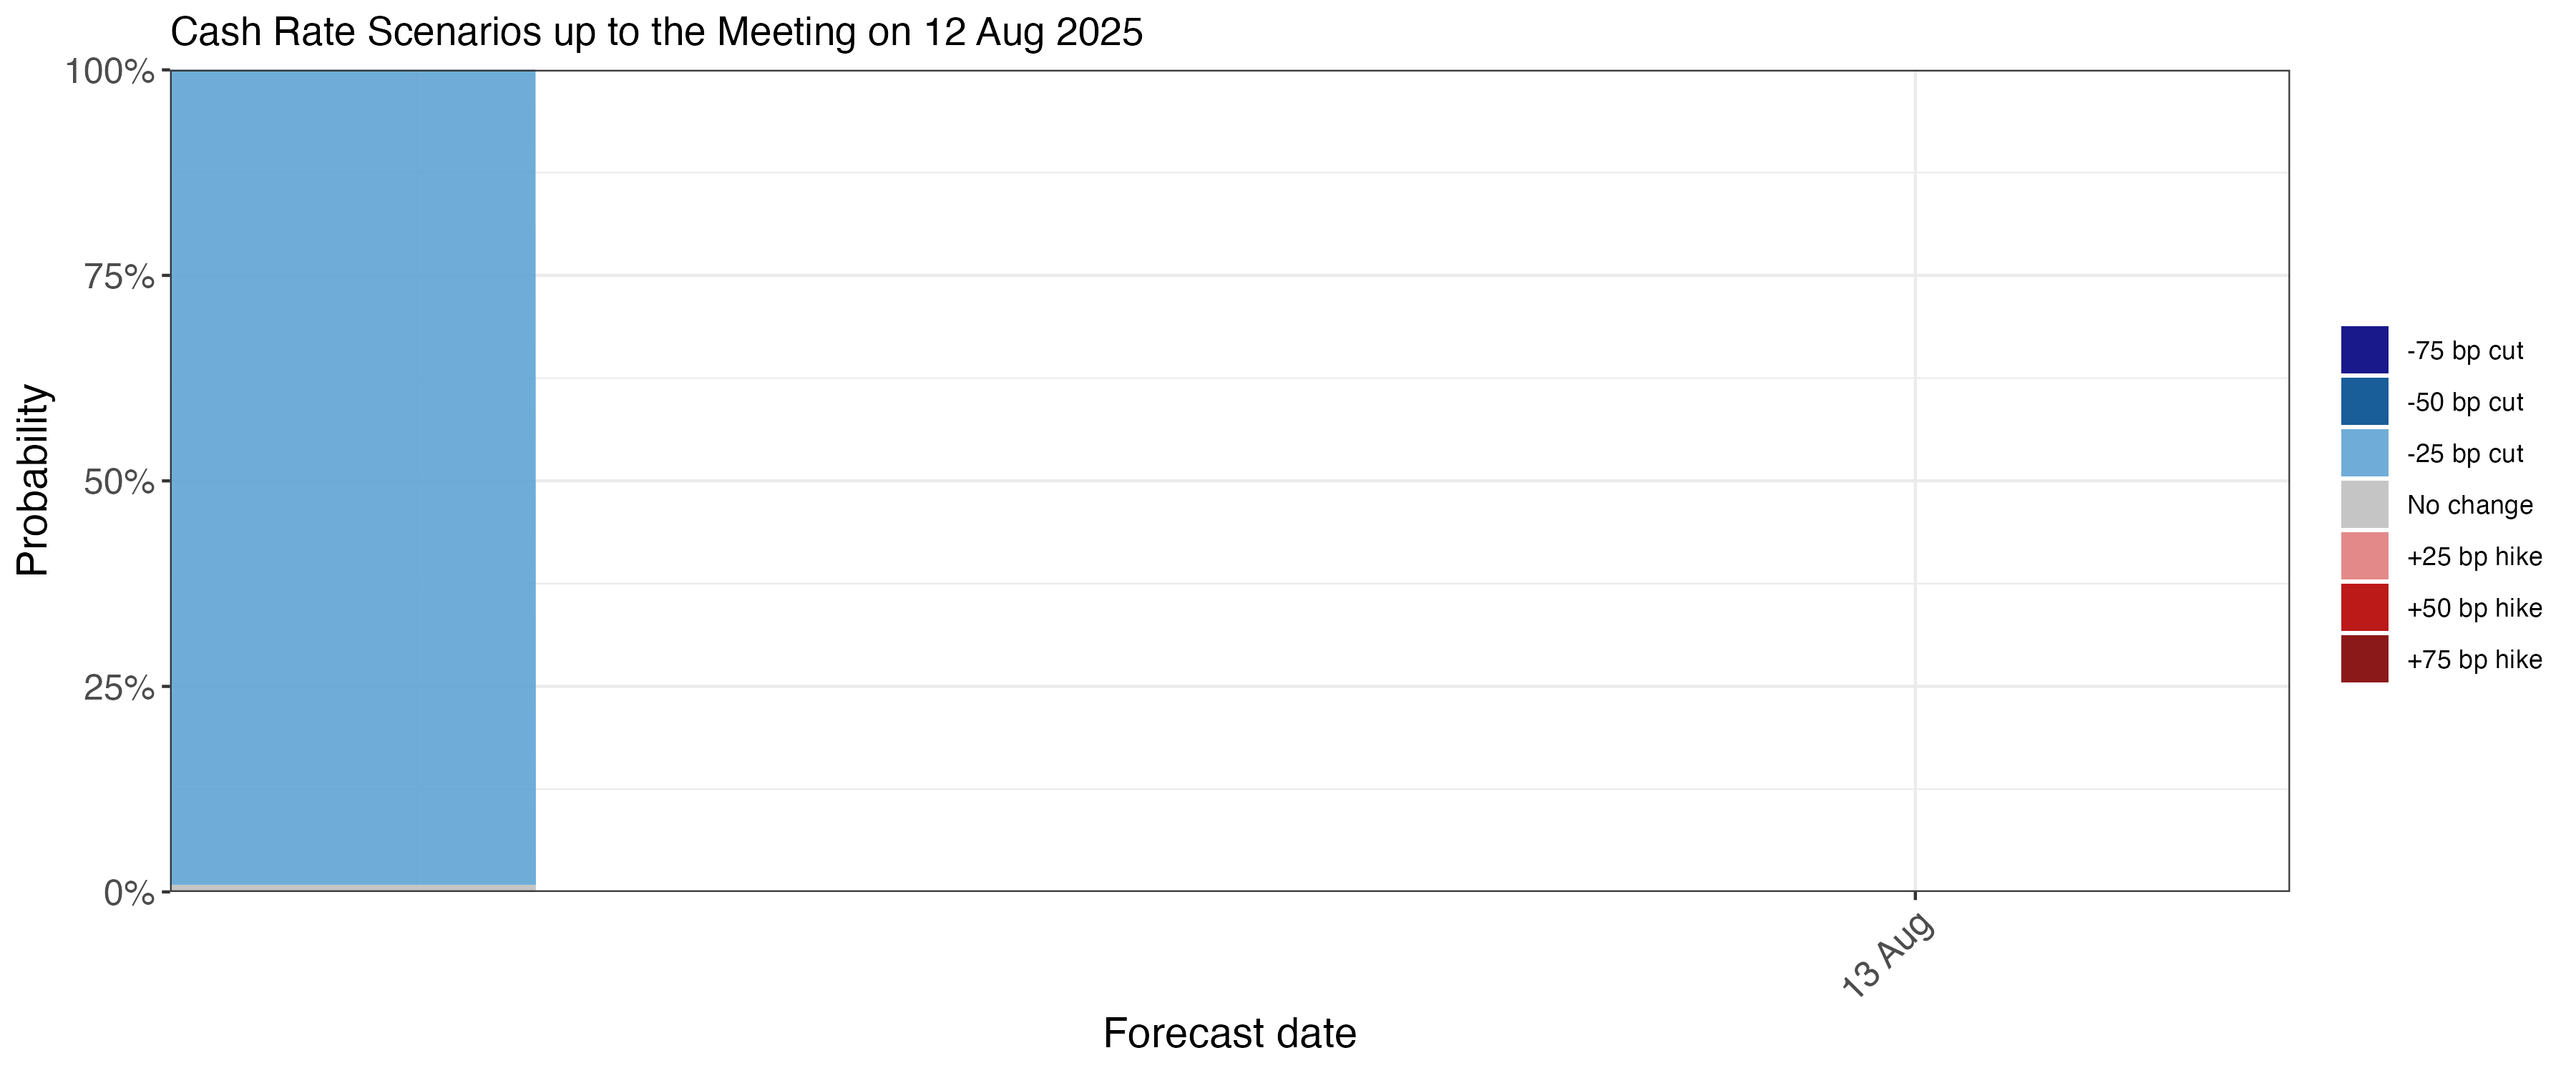 Cash Rate Scenarios up to the Meeting on 12 Aug 2025
100%
75%
50%
25%
0%
Probability
13 Aug
Forecast date
-75 bp cut
-50 bp cut
-25 bp cut
No change
+25 bp hike
+50 bp hike
+75 bp hike